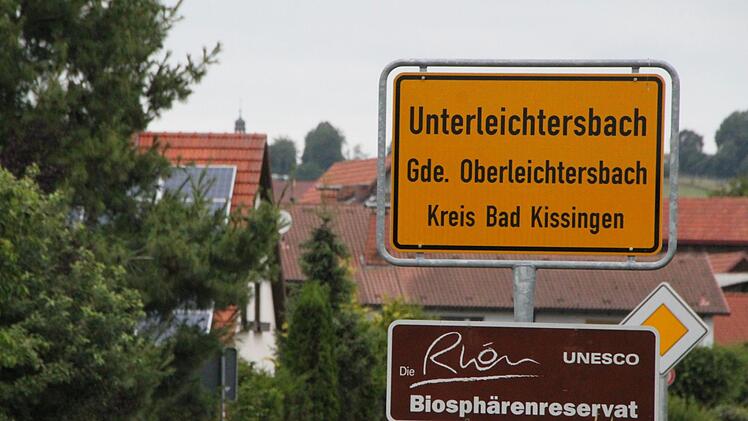 Unterleichtersbach
Gde. Oberleichtersbach
Kreis Bad Kissingen
Die Rhön UNESCO
Biosphärenreservat